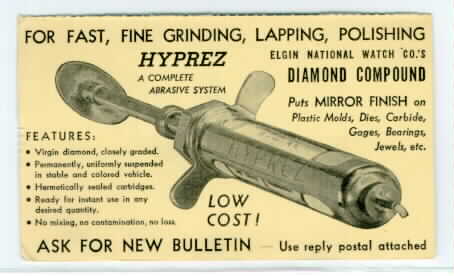 FOR FAST, FINE GRINDING, LAPPING, POLISHING
HYPREZ
A COMPLETE
ABRASIVE SYSTEM
ELGIN NATIONAL WATCH CO.'S
DIAMOND COMPOUND
Puts MIRROR FINISH on
Plastic Molds, Dies, Carbide,
Gages, Bearings,
Jewels, etc.
FEATURES:
• Virgin diamond, closely graded.
• Permanently, uniformly suspended
in stable and colored vehicle.
• Hermetically sealed cartridges.
• Ready for instant use in any
desired quantity.
• No mixing, no contamination, no loss.
HYPREZ
LOW
COST!
ASK FOR NEW BULLETIN — Use reply postal attached